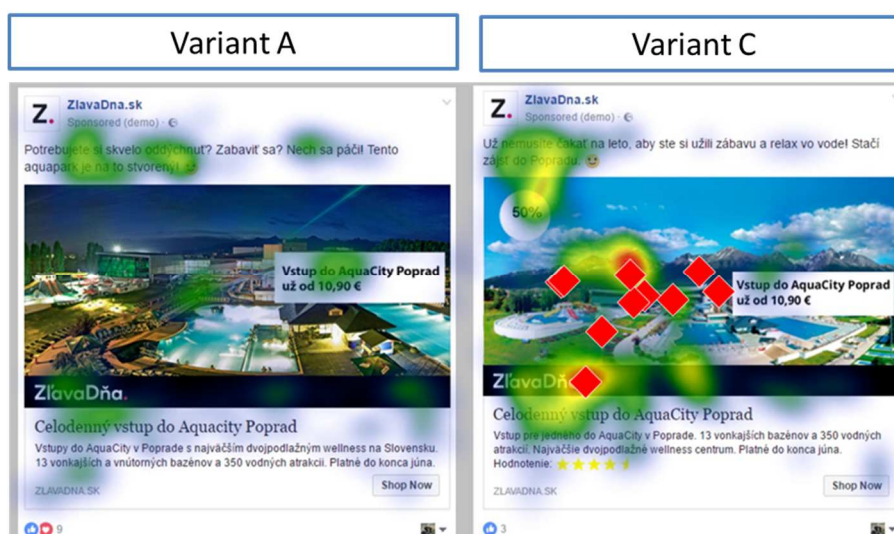 Variant A
Z.
ZlavaDna.sk
Sponsored (demo) ·
Potrebujete si skvelo oddýchnuť? Zabaviť sa? Nech sa páči! Tento
aquapark je na to stvorený!
Vstup do AquaCity Poprad
už od 10,90 €
ZľavaDňa.
Celodenný vstup do Aquacity Poprad
Vstupy do AquaCity v Poprade s najväčším dvojpodlažným wellness na Slovensku.
13 vonkajších a vnútorných bazénov a 350 vodných atrakcií. Platné do konca júna.
ZLAVADNA.SK
Shop Now
9
Variant C
Z.
ZlavaDna.sk
Sponsored (demo) ·
Už nemusíte čakať na leto, aby ste si užili zábavu a relax vo vode! Stačí
zájsť do Popradu.
50%
Vstup do AquaCity Poprad
už od 10,90 €
ZľavaDň
Celodenný vstup do AquaCity Poprad
Vstup pre jedného do AquaCity v Poprade. 13 vonkajších bazénov a 350 vodných
atrakcií. Najväčšie dvojpodlažné wellness centrum. Platné do konca júna.
Hodnotenie:
ZLAVADNA.SK
Shop Now
3